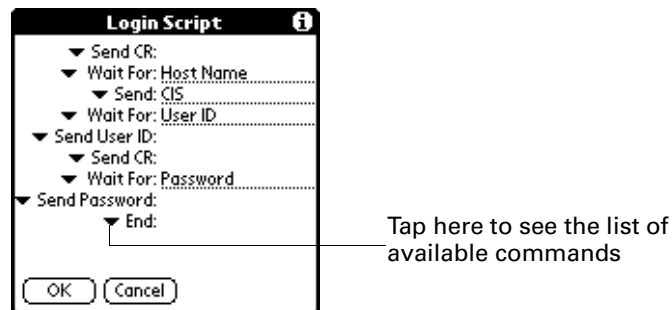 Login Script i
Send CR:
Wait For: Host Name
Send: CIS
Wait For: User ID
Send User ID:
Send CR:
Wait For: Password
Send Password:
End:
Tap here to see the list of
available commands
OK Cancel